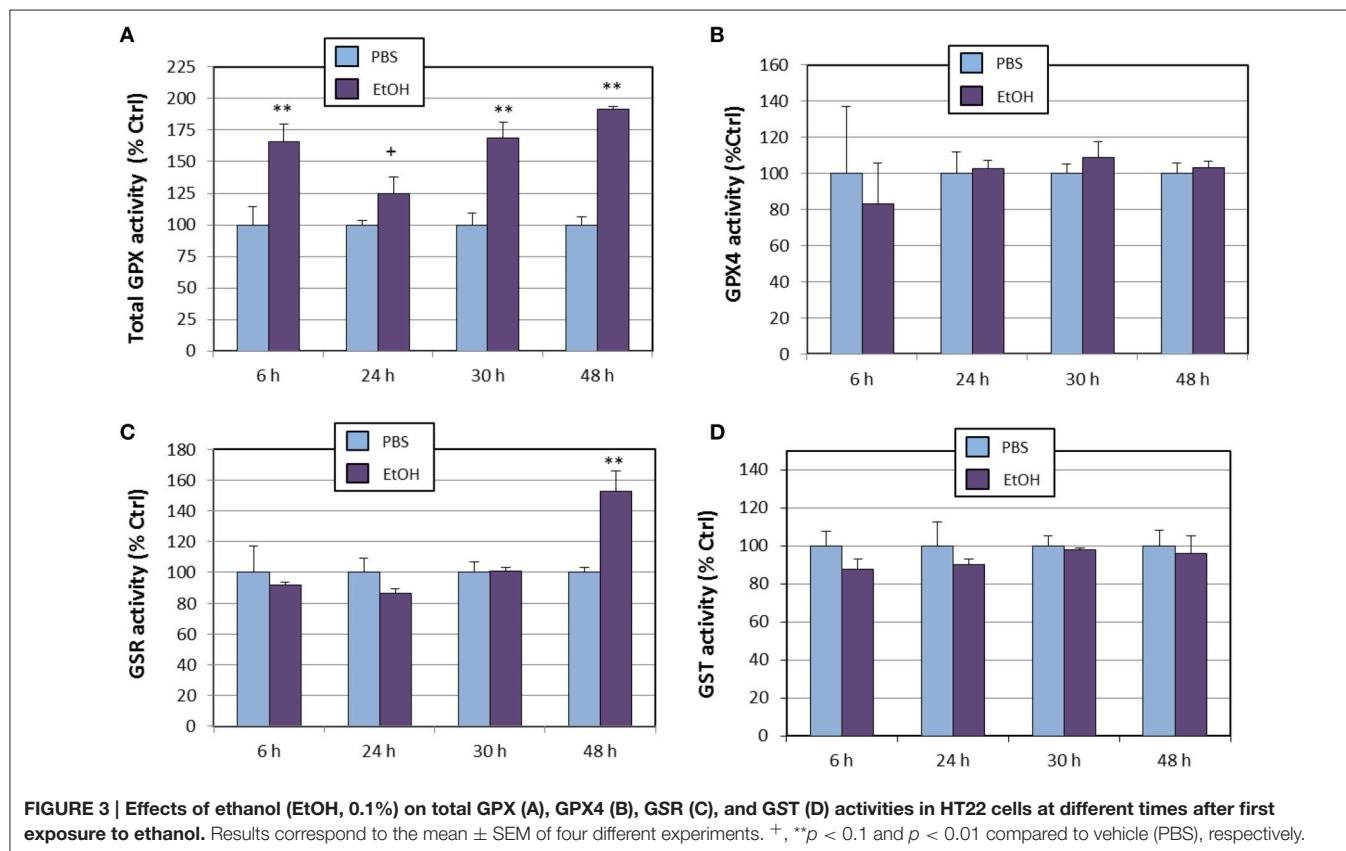 A
PBS
EtOH
Total GPX activity (% Ctrl)
225
200
175
150
125
100
75
50
25
0
**
+
**
**
6 h 24 h 30 h 48 h
B
PBS
EtOH
GPX4 activity (%Ctrl)
160
140
120
100
80
60
40
20
0
6 h 24 h 30 h 48 h
C
PBS
EtOH
GSR activity (% Ctrl)
180
160
140
120
100
80
60
40
20
0
**
6 h 24 h 30 h 48 h
D
PBS
EtOH
GST activity (% Ctrl)
140
120
100
80
60
40
20
0
6 h 24 h 30 h 48 h
FIGURE 3 | Effects of ethanol (EtOH, 0.1%) on total GPX (A), GPX4 (B), GSR (C), and GST (D) activities in HT22 cells at different times after first
exposure to ethanol. Results correspond to the mean ± SEM of four different experiments. +, **p < 0.1 and p < 0.01 compared to vehicle (PBS), respectively.